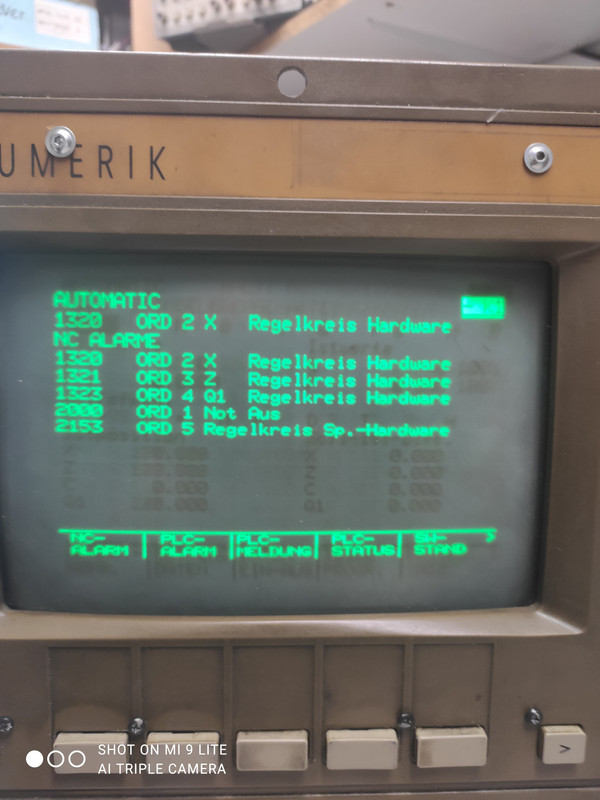 UMERIK
AUTOMATIC
1320 ORD 2 X Regelkreis Hardware
NC ALARME
1320 ORD 2 X Regelkreis Hardware
1321 ORD 3 Z Regelkreis Hardware
1323 ORD 4 Q1 Regelkreis Hardware
2000 ORD 1 Not Aus
2153 ORD 5 Regelkreis Sp.-Hardware
NC- PLC- PLC- PLC- SW- >
ALARM ALARM MELDUNG STATUS STAND
>
SHOT ON MI 9 LITE
AI TRIPLE CAMERA